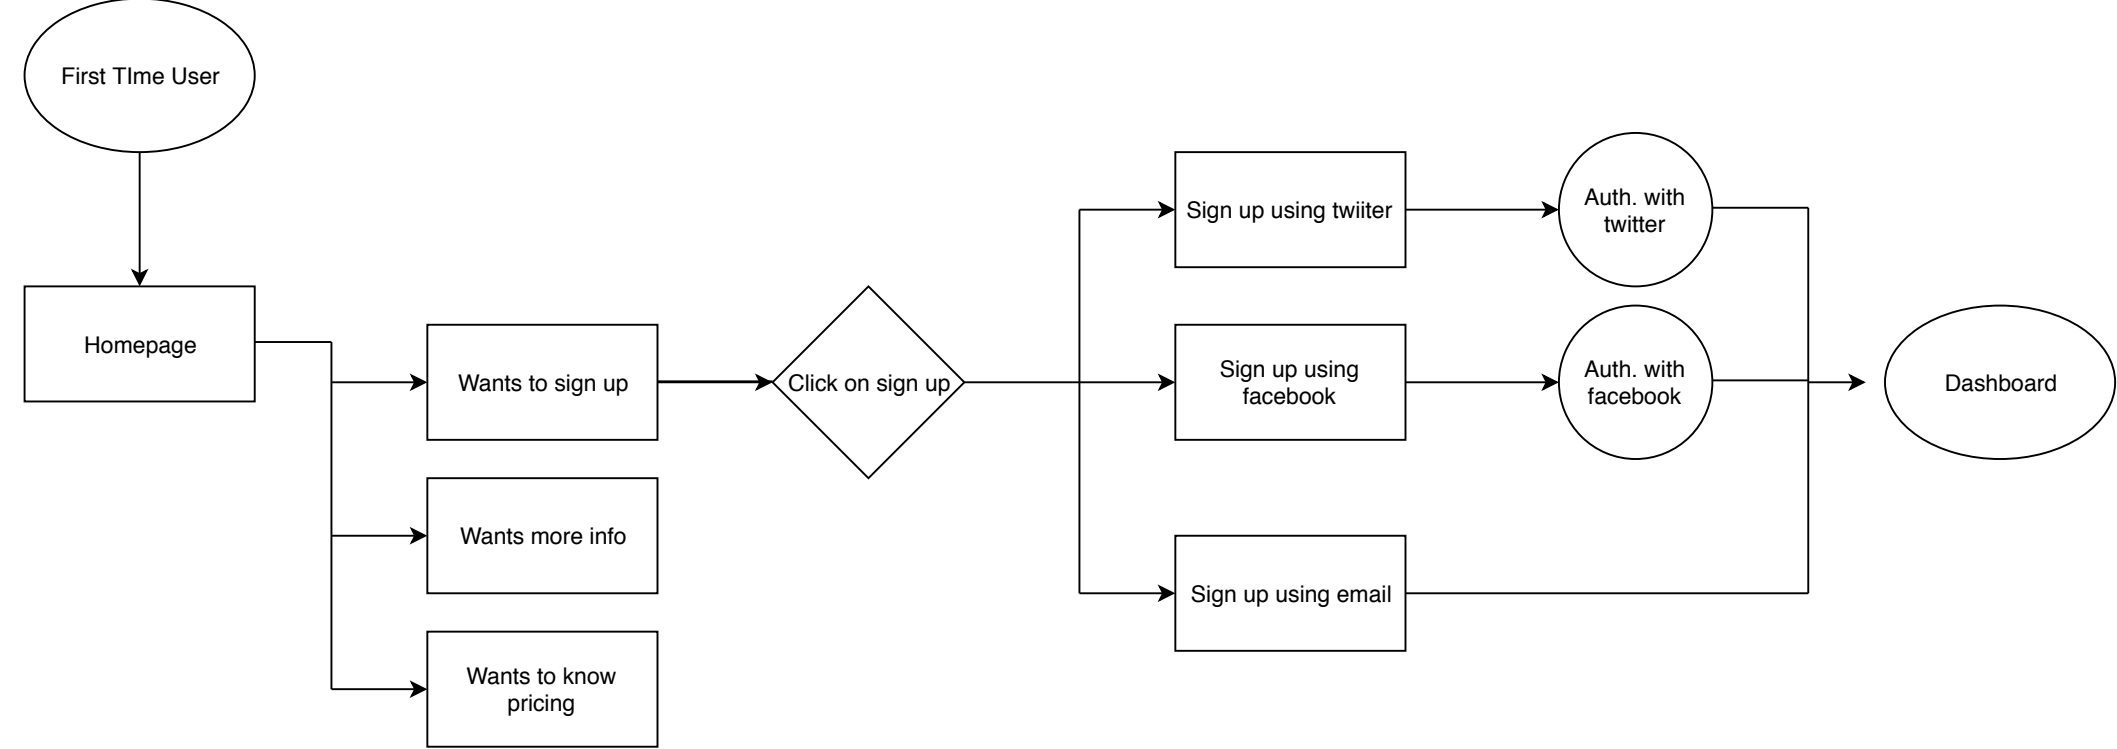 First TIme User
Homepage
Wants to sign up
Wants more info
Wants to know
pricing
Click on sign up
Sign up using twiiter
Auth. with
twitter
Sign up using
facebook
Auth. with
facebook
Sign up using email
Dashboard